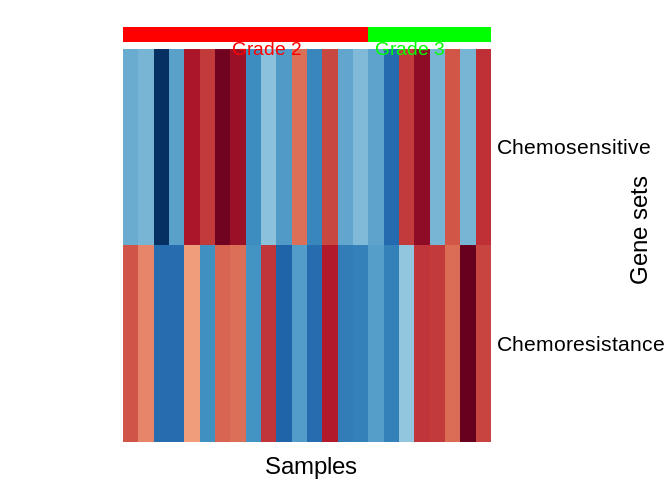 Grade 2
Grade 3
Chemosensitive
Gene sets
Chemoresistance
Samples